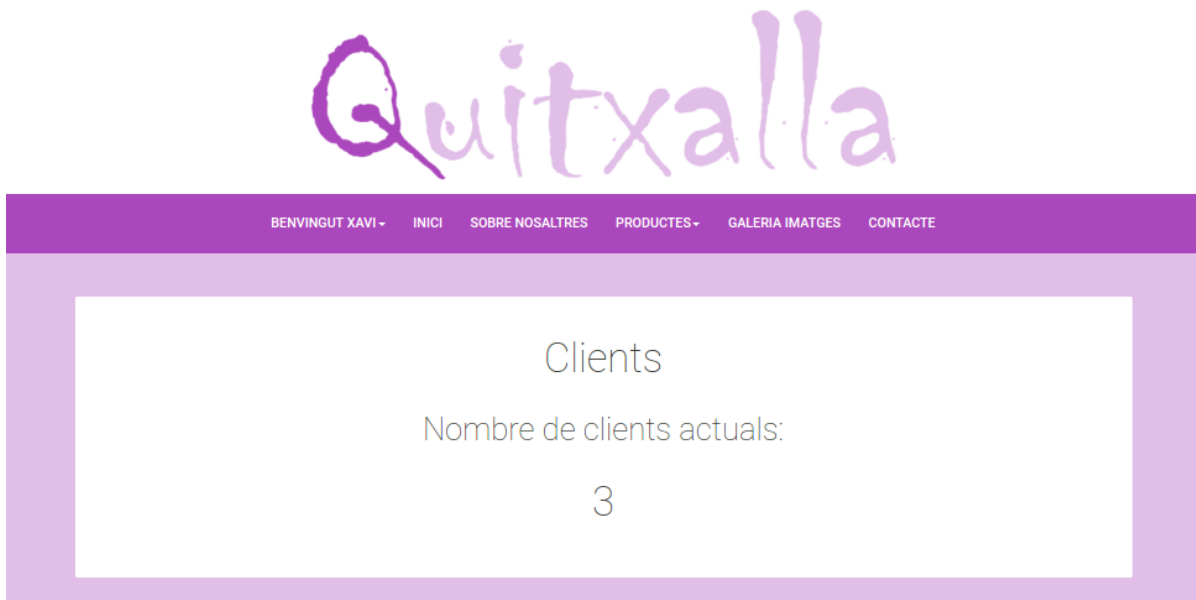 Quitxalla
BENVINGUT XAVI INICI SOBRE NOSALTRES PRODUCTES GALERIA IMATGES CONTACTE
Clients
Nombre de clients actuals:
3